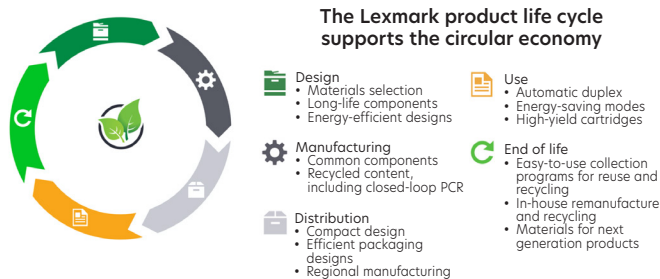 The Lexmark product life cycle
supports the circular economy
Design
• Materials selection
• Long-life components
• Energy-efficient designs
Manufacturing
• Common components
• Recycled content,
including closed-loop PCR
Distribution
• Compact design
• Efficient packaging
designs
• Regional manufacturing
Use
• Automatic duplex
• Energy-saving modes
• High-yield cartridges
End of life
• Easy-to-use collection
programs for reuse and
recycling
• In-house remanufacture
and recycling
• Materials for next
generation products